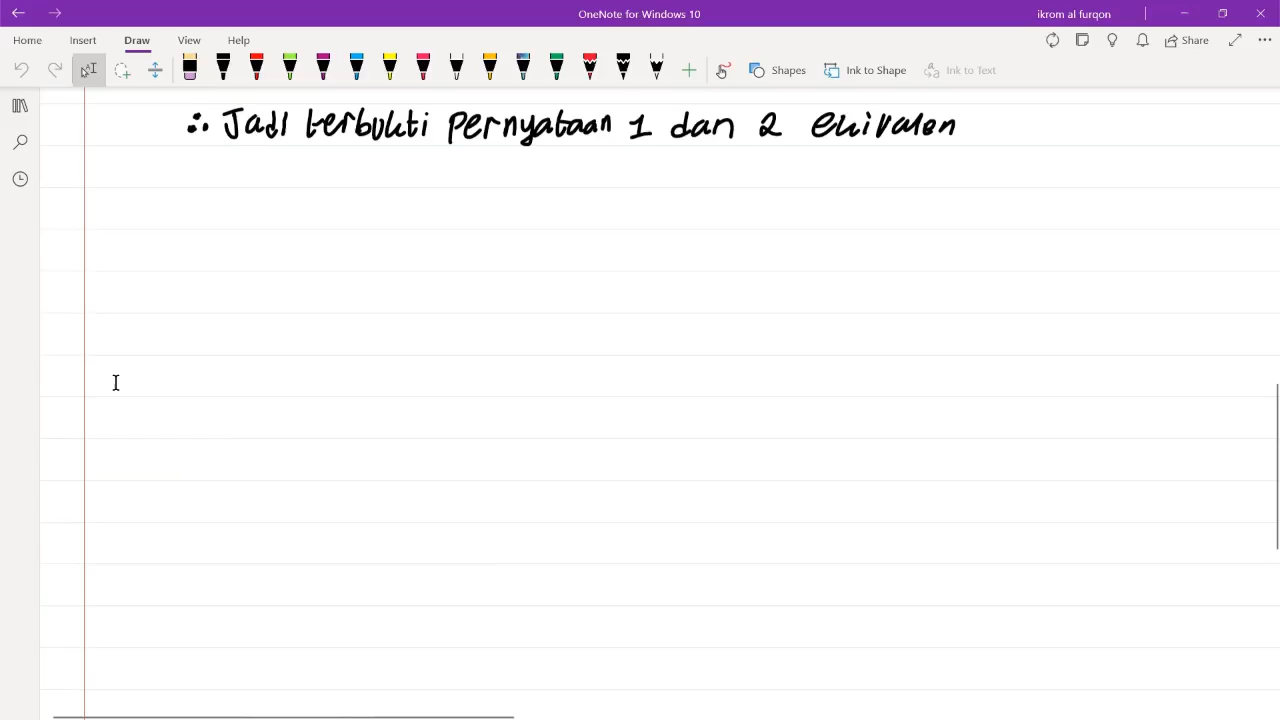 OneNote for Windows 10
ikrom al furqon
Home Insert Draw View Help
Share
Shapes Ink to Shape Ink to Text
∴ Jadi terbukti pernyataan 1 dan 2 ekivalen